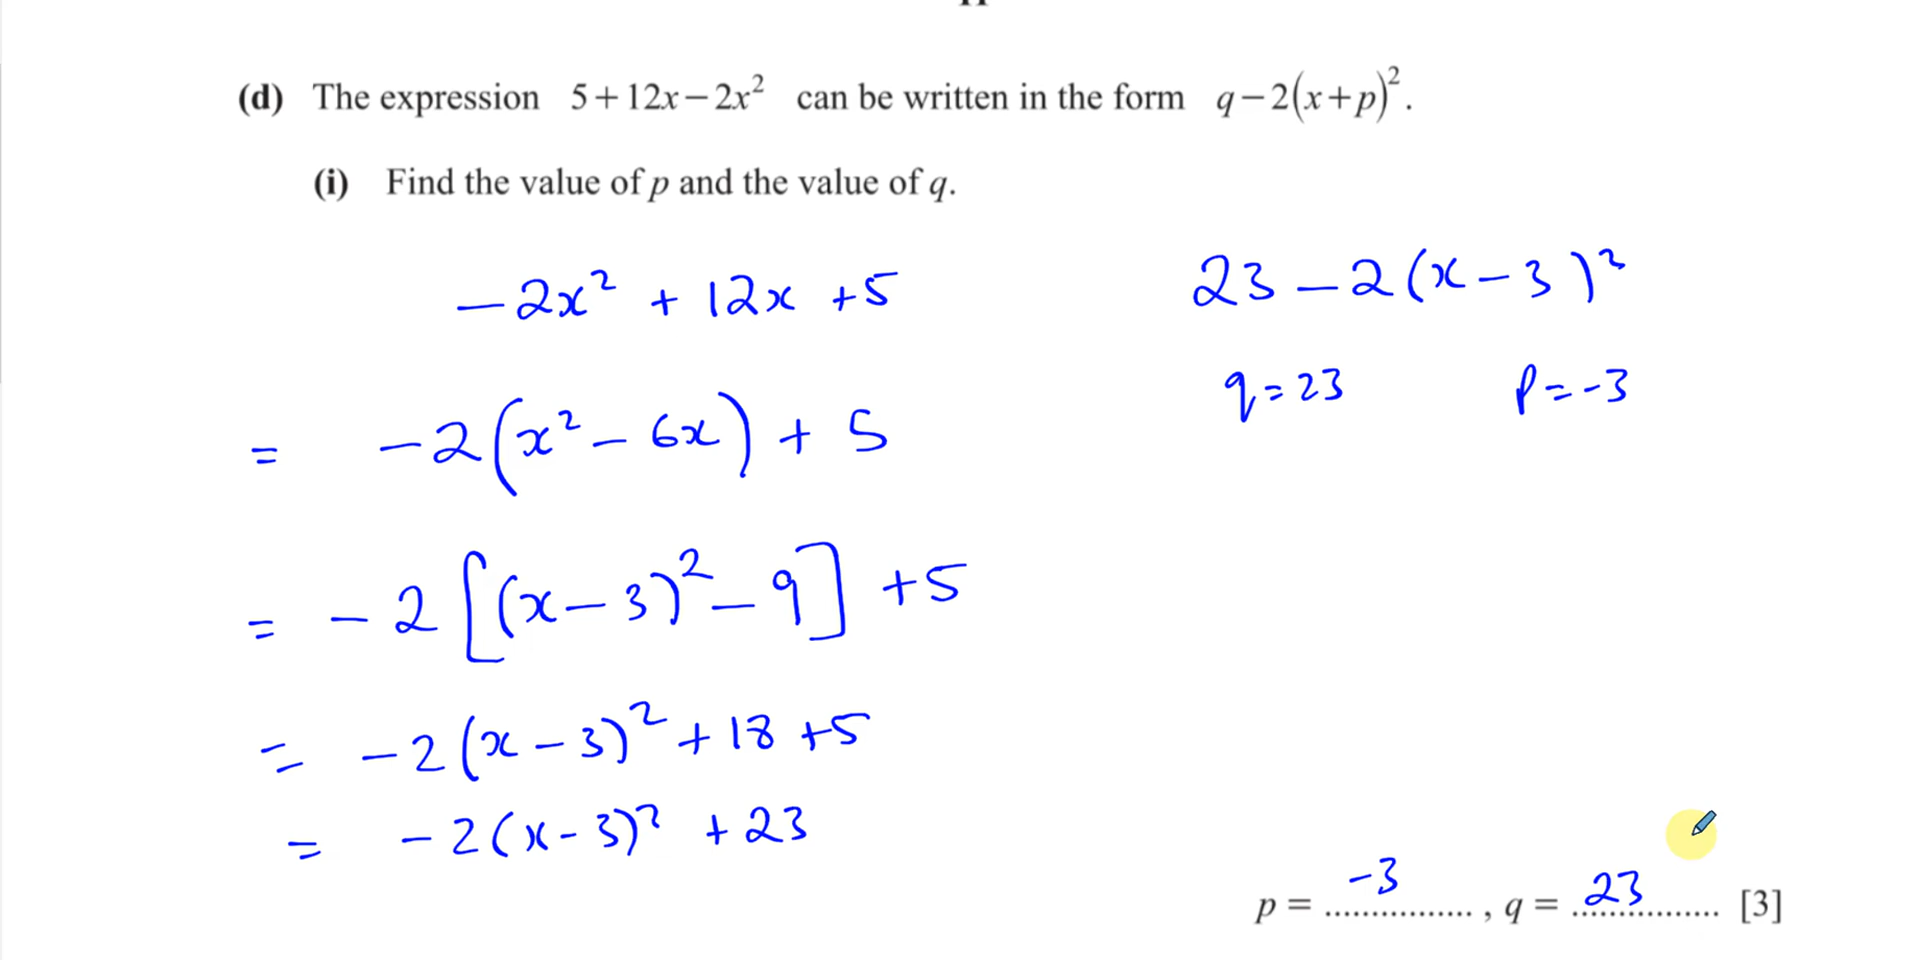 (d) The expression 5+12x−2x² can be written in the form q−2(x+p)².
(i) Find the value of p and the value of q.
−2x² + 12x +5
= −2(x² − 6x) + 5
= −2[(x−3)² − 9] +5
= −2(x−3)² +18 +5
= −2(x−3)² +23
23 −2(x−3)²
q=23 p=−3
p = −3 , q = 23 [3]